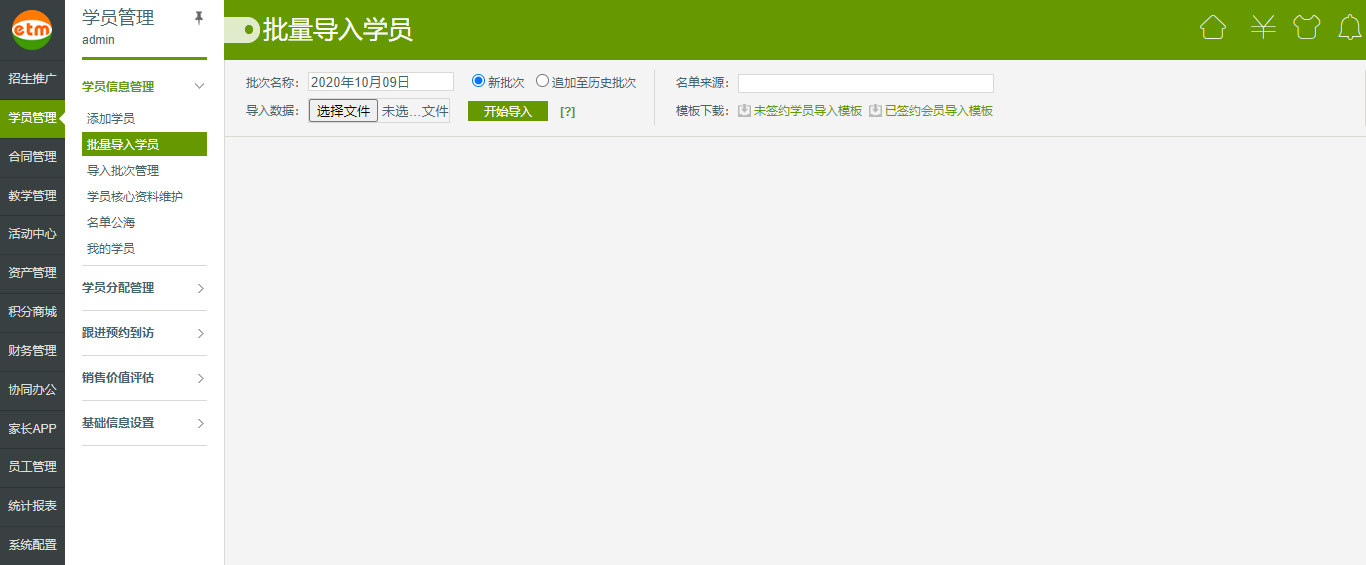 etm
招生推广
学员管理
合同管理
教学管理
活动中心
资产管理
积分商城
财务管理
协同办公
家长APP
员工管理
统计报表
系统配置
学员管理
admin
学员信息管理
添加学员
批量导入学员
导入批次管理
学员核心资料维护
名单公海
我的学员
学员分配管理
跟进预约到访
销售价值评估
基础信息设置
批量导入学员
批次名称： 2020年10月09日 新批次 追加至历史批次
导入数据： 选择文件 未选…文件 开始导入 [?]
名单来源：
模板下载： 未签约学员导入模板 已签约会员导入模板